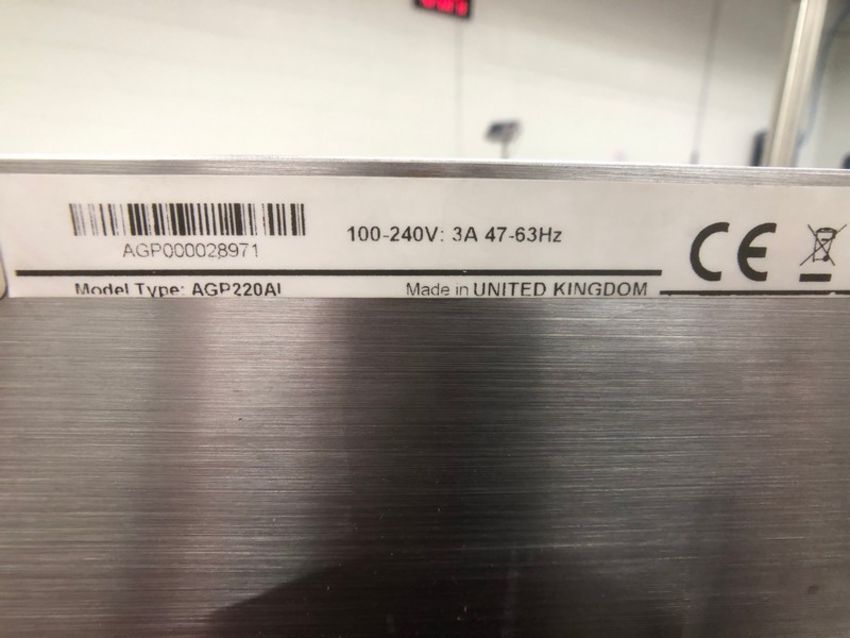 AGP000028971
100-240V: 3A 47-63Hz
CE
Model Type: AGP220AI
Made in UNITED KINGDOM